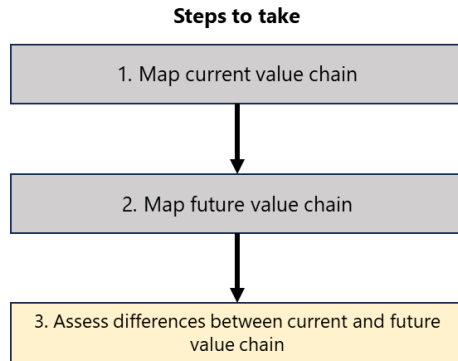 Steps to take
1. Map current value chain
2. Map future value chain
3. Assess differences between current and future
value chain